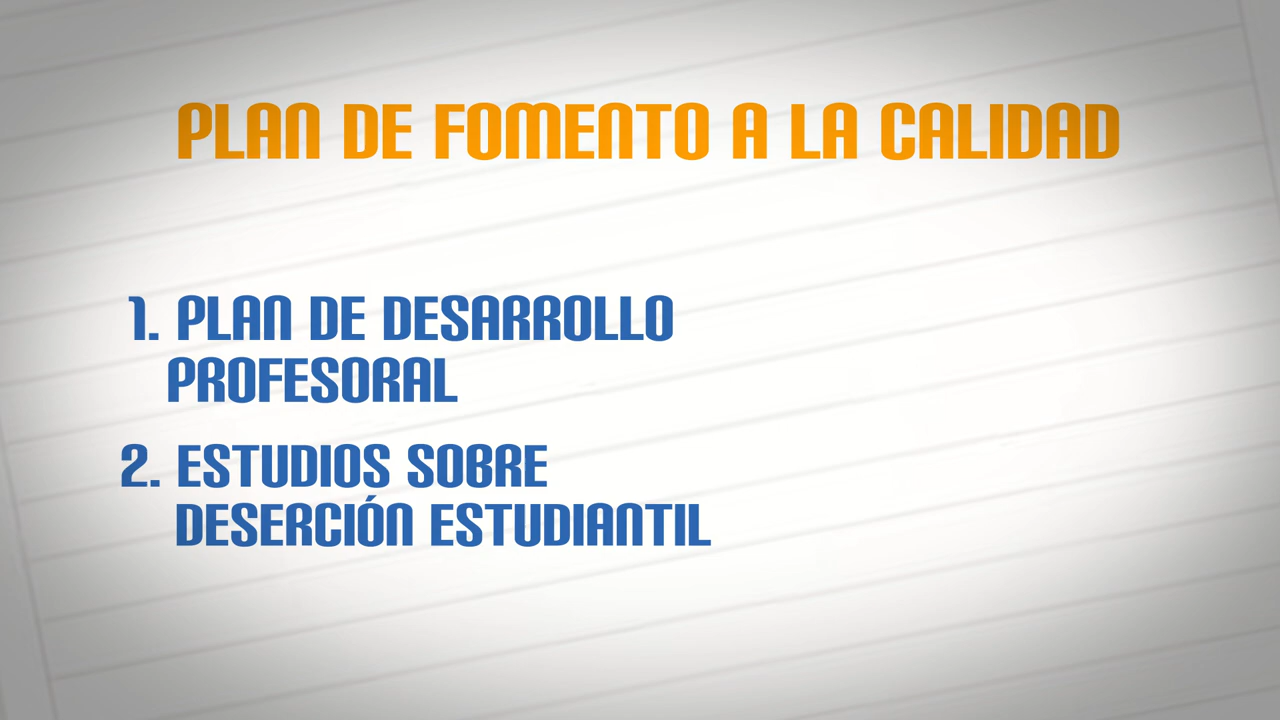 PLAN DE FOMENTO A LA CALIDAD
1. PLAN DE DESARROLLO
PROFESORAL
2. ESTUDIOS SOBRE
DESERCIÓN ESTUDIANTIL